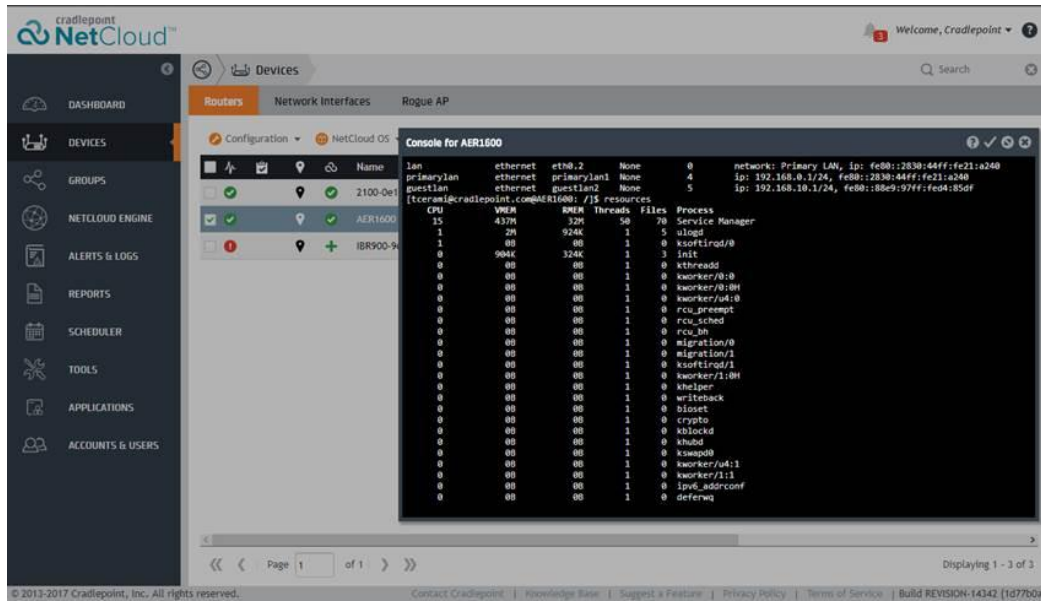 cradlepoint
NetCloud™
3
Welcome, Cradlepoint
Devices
Search
DASHBOARD
DEVICES
GROUPS
NETCLOUD ENGINE
ALERTS & LOGS
REPORTS
SCHEDULER
TOOLS
APPLICATIONS
ACCOUNTS & USERS
Routers Network Interfaces Rogue AP
Configuration NetCloud OS
Name
2100-0e1
AER1600
IBR900-9
Console for AER1600
lan ethernet eth0.2 None 0 network: Primary LAN, ip: fe80::2830:44ff:fe21:a240
primarylan ethernet primarylan1 None 4 ip: 192.168.0.1/24, fe80::2830:44ff:fe21:a240
guestlan ethernet guestlan2 None 5 ip: 192.168.10.1/24, fe80::88e9:97ff:fed4:85df
[tcerami@cradlepoint.com@AER1600: /]$ resources
CPU VMEM RMEM Threads Files Process
15 437M 32M 50 70 Service Manager
1 2M 924K 1 5 ulogd
1 0B 0B 1 0 ksoftirqd/0
0 904K 324K 1 3 init
0 0B 0B 1 0 kthreadd
0 0B 0B 1 0 kworker/0:0
0 0B 0B 1 0 kworker/0:0H
0 0B 0B 1 0 kworker/u4:0
0 0B 0B 1 0 rcu_preempt
0 0B 0B 1 0 rcu_sched
0 0B 0B 1 0 rcu_bh
0 0B 0B 1 0 migration/0
0 0B 0B 1 0 migration/1
0 0B 0B 1 0 ksoftirqd/1
0 0B 0B 1 0 kworker/1:0H
0 0B 0B 1 0 khelper
0 0B 0B 1 0 writeback
0 0B 0B 1 0 bioset
0 0B 0B 1 0 crypto
0 0B 0B 1 0 kblockd
0 0B 0B 1 0 khubd
0 0B 0B 1 0 kswapd0
0 0B 0B 1 0 kworker/u4:1
0 0B 0B 1 0 kworker/1:1
0 0B 0B 1 0 ipv6_addrconf
0 0B 0B 1 0 deferwq
Page 1 of 1
Displaying 1 - 3 of 3
© 2013-2017 Cradlepoint, Inc. All rights reserved.
Contact Cradlepoint | Knowledge Base | Suggest a Feature | Privacy Policy | Terms of Service | Build REVISION-14342 (1d77b0a